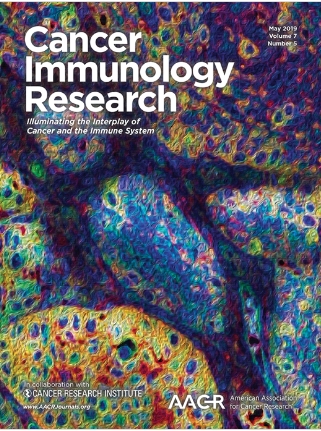 May 2019
Volume 7
Number 5
Cancer
Immunology
Research
Illuminating the Interplay of
Cancer and the Immune System
In collaboration with
CANCER RESEARCH INSTITUTE
www.AACRJournals.org
AACR
American Association
for Cancer Research